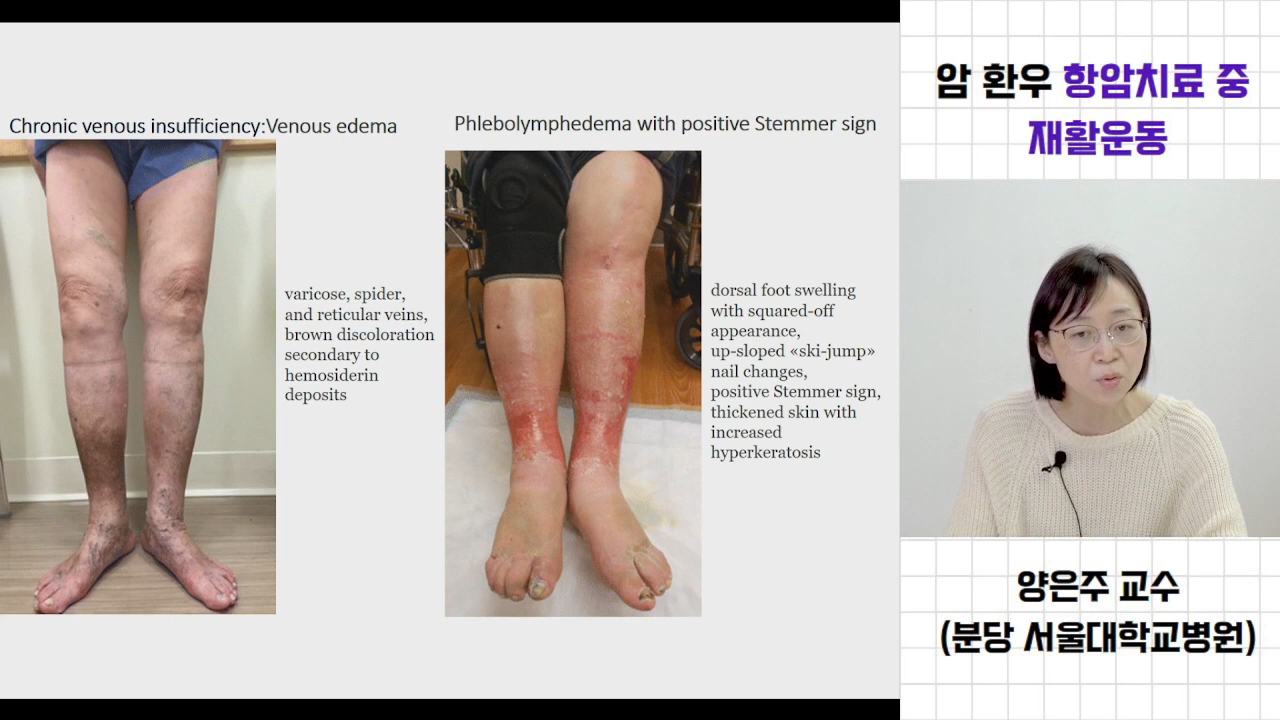 Chronic venous insufficiency:Venous edema
varicose, spider,
and reticular veins,
brown discoloration
secondary to
hemosiderin
deposits
Phlebolymphedema with positive Stemmer sign
dorsal foot swelling
with squared-off
appearance,
up-sloped «ski-jump»
nail changes,
positive Stemmer sign,
thickened skin with
increased
hyperkeratosis
암 환우 항암치료 중
재활운동
양은주 교수
(분당 서울대학교병원)